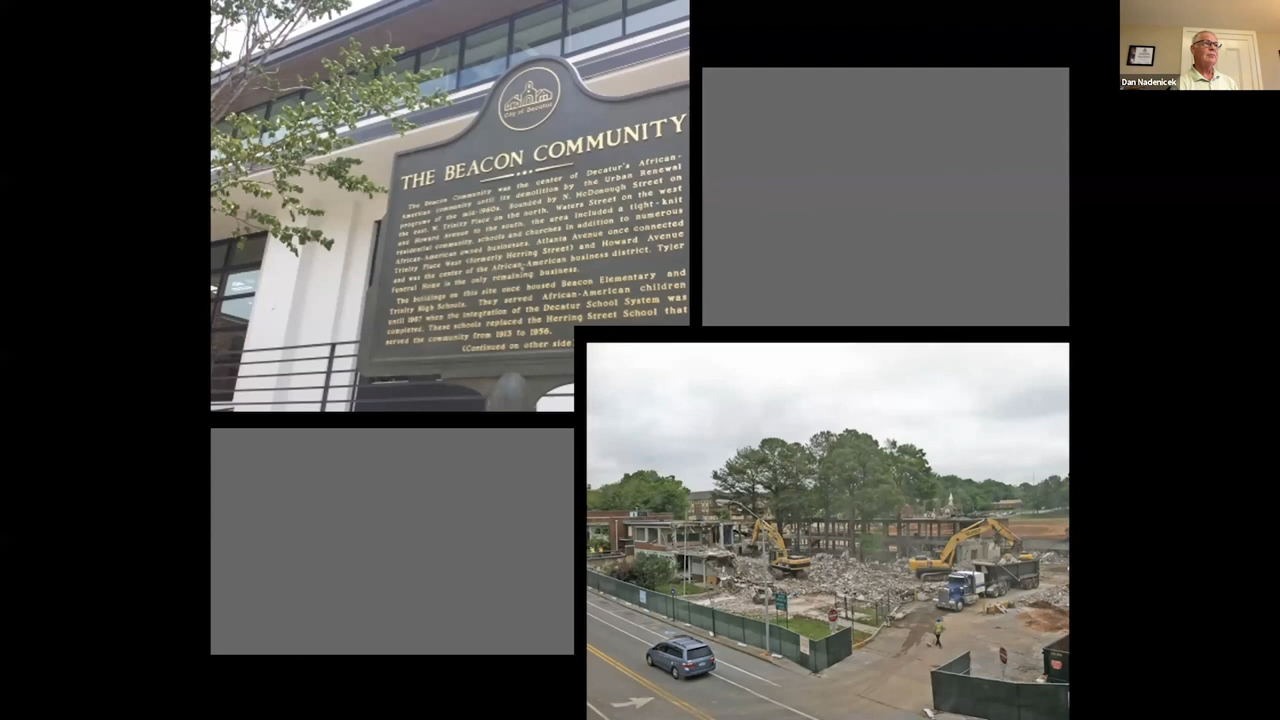 City of Decatur
THE BEACON COMMUNITY
The Beacon Community was the center of Decatur's African-
American community until its demolition by the Urban Renewal
programs of the mid-1960s. Bounded by N. McDonough Street on
the east, W. Trinity Place on the north, Waters Street on the west
and Howard Avenue to the south, the area included a tight-knit
residential community, schools and churches in addition to numerous
African-American owned businesses. Atlanta Avenue once connected
Trinity Place West (formerly Herring Street) and Howard Avenue
and was the center of the African-American business district. Tyler
Funeral Home is the only remaining business.
The buildings on this site once housed Beacon Elementary and
Trinity High Schools. They served African-American children
until 1967 when the integration of the Decatur School System was
completed. These schools replaced the Herring Street School that
served the community from 1913 to 1956.
(Continued on other side
Dan Nadenicek